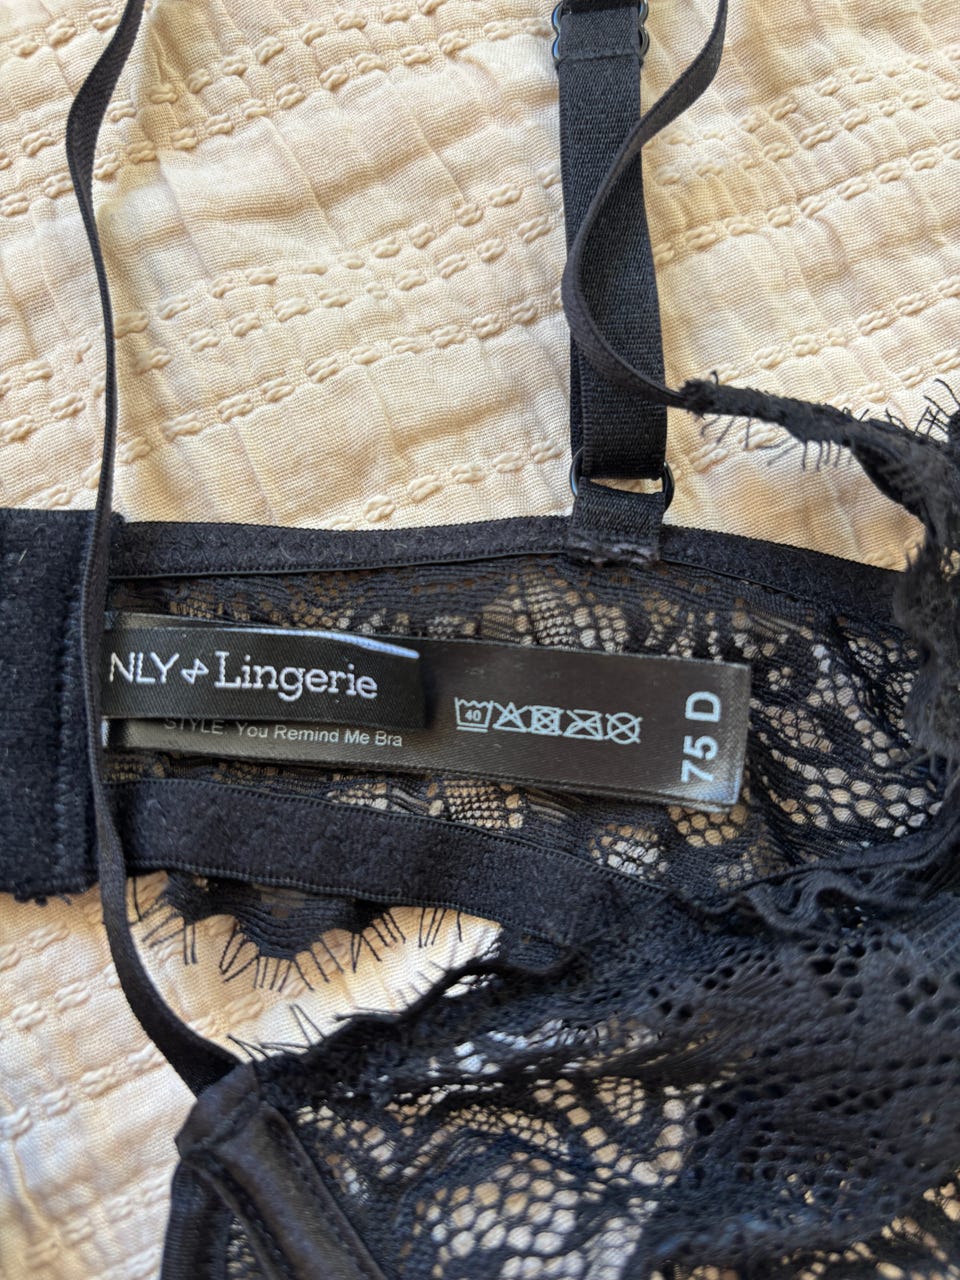 NLY & Lingerie
STYLE You Remind Me Bra
40
75 D